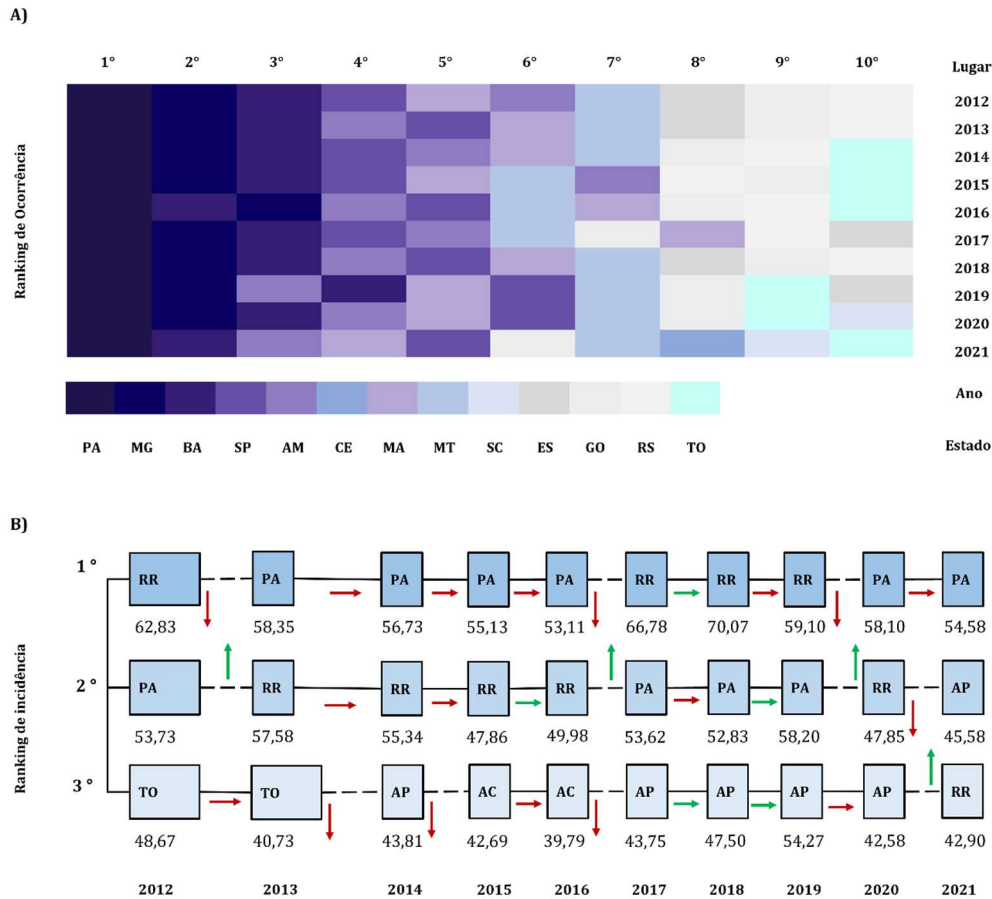 A)
1° 2° 3° 4° 5° 6° 7° 8° 9° 10° Lugar
Ranking de Ocorrência
2012
2013
2014
2015
2016
2017
2018
2019
2020
2021
Ano
PA MG BA SP AM CE MA MT SC ES GO RS TO Estado
B)
Ranking de incidência
1° RR PA PA PA PA RR RR RR PA PA
62,83 58,35 56,73 55,13 53,11 66,78 70,07 59,10 58,10 54,58
2° PA RR RR RR RR PA PA PA RR AP
53,73 57,58 55,34 47,86 49,98 53,62 52,83 58,20 47,85 45,58
3° TO TO AP AC AC AP AP AP AP RR
48,67 40,73 43,81 42,69 39,79 43,75 47,50 54,27 42,58 42,90
2012 2013 2014 2015 2016 2017 2018 2019 2020 2021